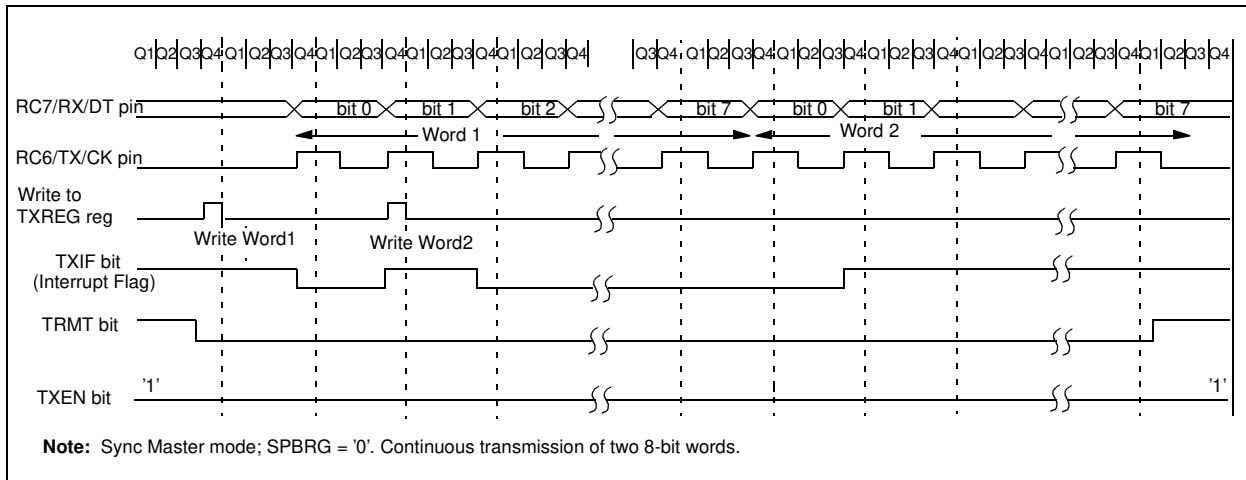 Q1 Q2 Q3 Q4 Q1 Q2 Q3 Q4 Q1 Q2 Q3 Q4 Q1 Q2 Q3 Q4 Q1 Q2 Q3 Q4 Q3 Q4 Q1 Q2 Q3 Q4 Q1 Q2 Q3 Q4 Q1 Q2 Q3 Q4 Q1 Q2 Q3 Q4 Q1 Q2 Q3 Q4 Q1 Q2 Q3 Q4
RC7/RX/DT pin bit 0 bit 1 bit 2 bit 7 bit 0 bit 1 bit 7
Word 1 Word 2
RC6/TX/CK pin
Write to
TXREG reg
Write Word1 Write Word2
TXIF bit
(Interrupt Flag)
TRMT bit
'1' '1'
TXEN bit
Note: Sync Master mode; SPBRG = '0'. Continuous transmission of two 8-bit words.